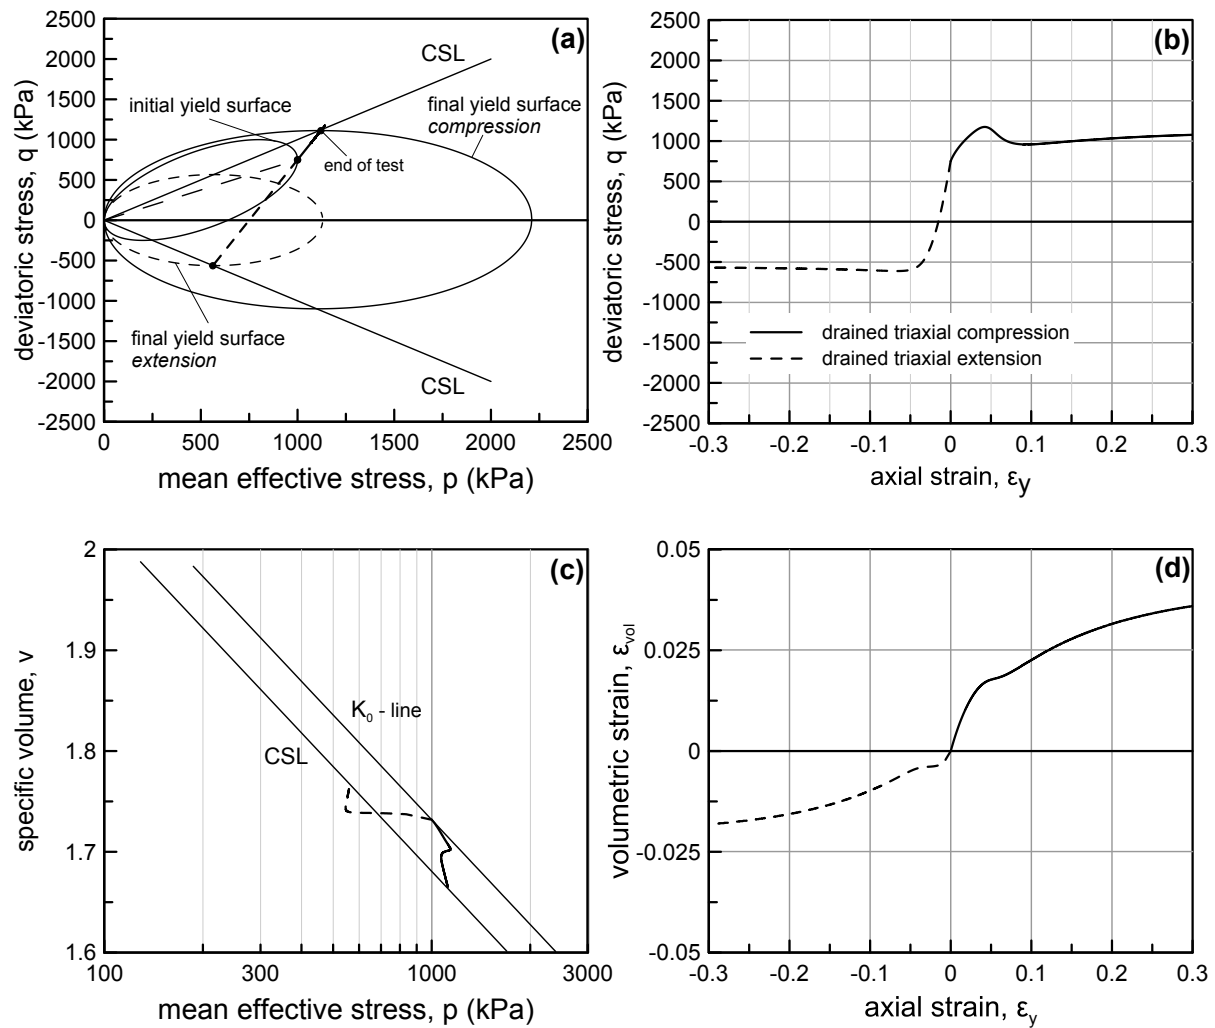 (a)
deviatoric stress, q (kPa)
2500
2000
1500
1000
500
0
-500
-1000
-1500
-2000
-2500
CSL
initial yield surface
final yield surface
compression
end of test
final yield surface
extension
CSL
0 500 1000 1500 2000 2500
mean effective stress, p (kPa)
(b)
deviatoric stress, q (kPa)
2500
2000
1500
1000
500
0
-500
-1000
-1500
-2000
-2500
drained triaxial compression
drained triaxial extension
-0.3 -0.2 -0.1 0 0.1 0.2 0.3
axial strain, εy
(c)
specific volume, v
2
1.9
1.8
1.7
1.6
K0 - line
CSL
100 300 1000 3000
mean effective stress, p (kPa)
(d)
volumetric strain, εvol
0.05
0.025
0
-0.025
-0.05
-0.3 -0.2 -0.1 0 0.1 0.2 0.3
axial strain, εy